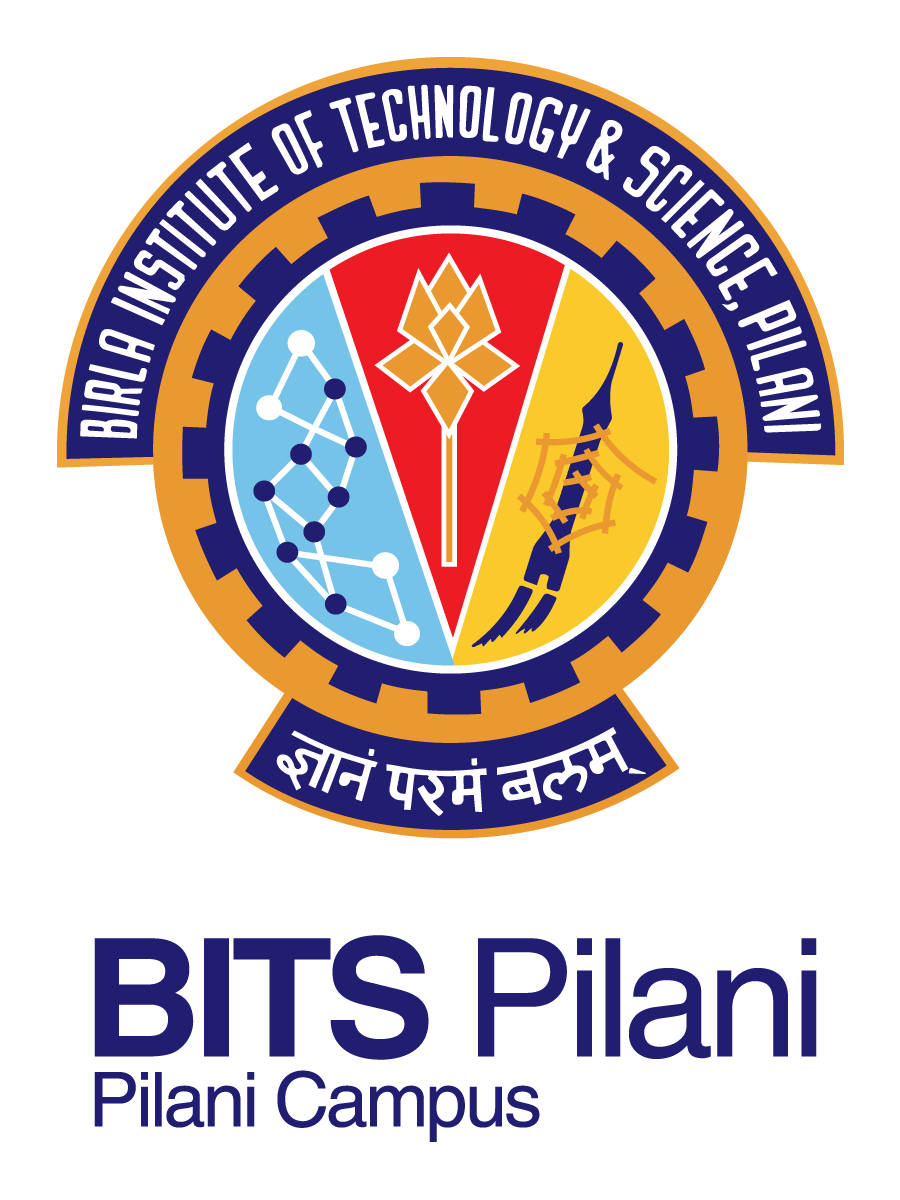 BIRLA INSTITUTE OF TECHNOLOGY & SCIENCE, PILANI
ज्ञानं परमं बलम्
BITS Pilani
Pilani Campus